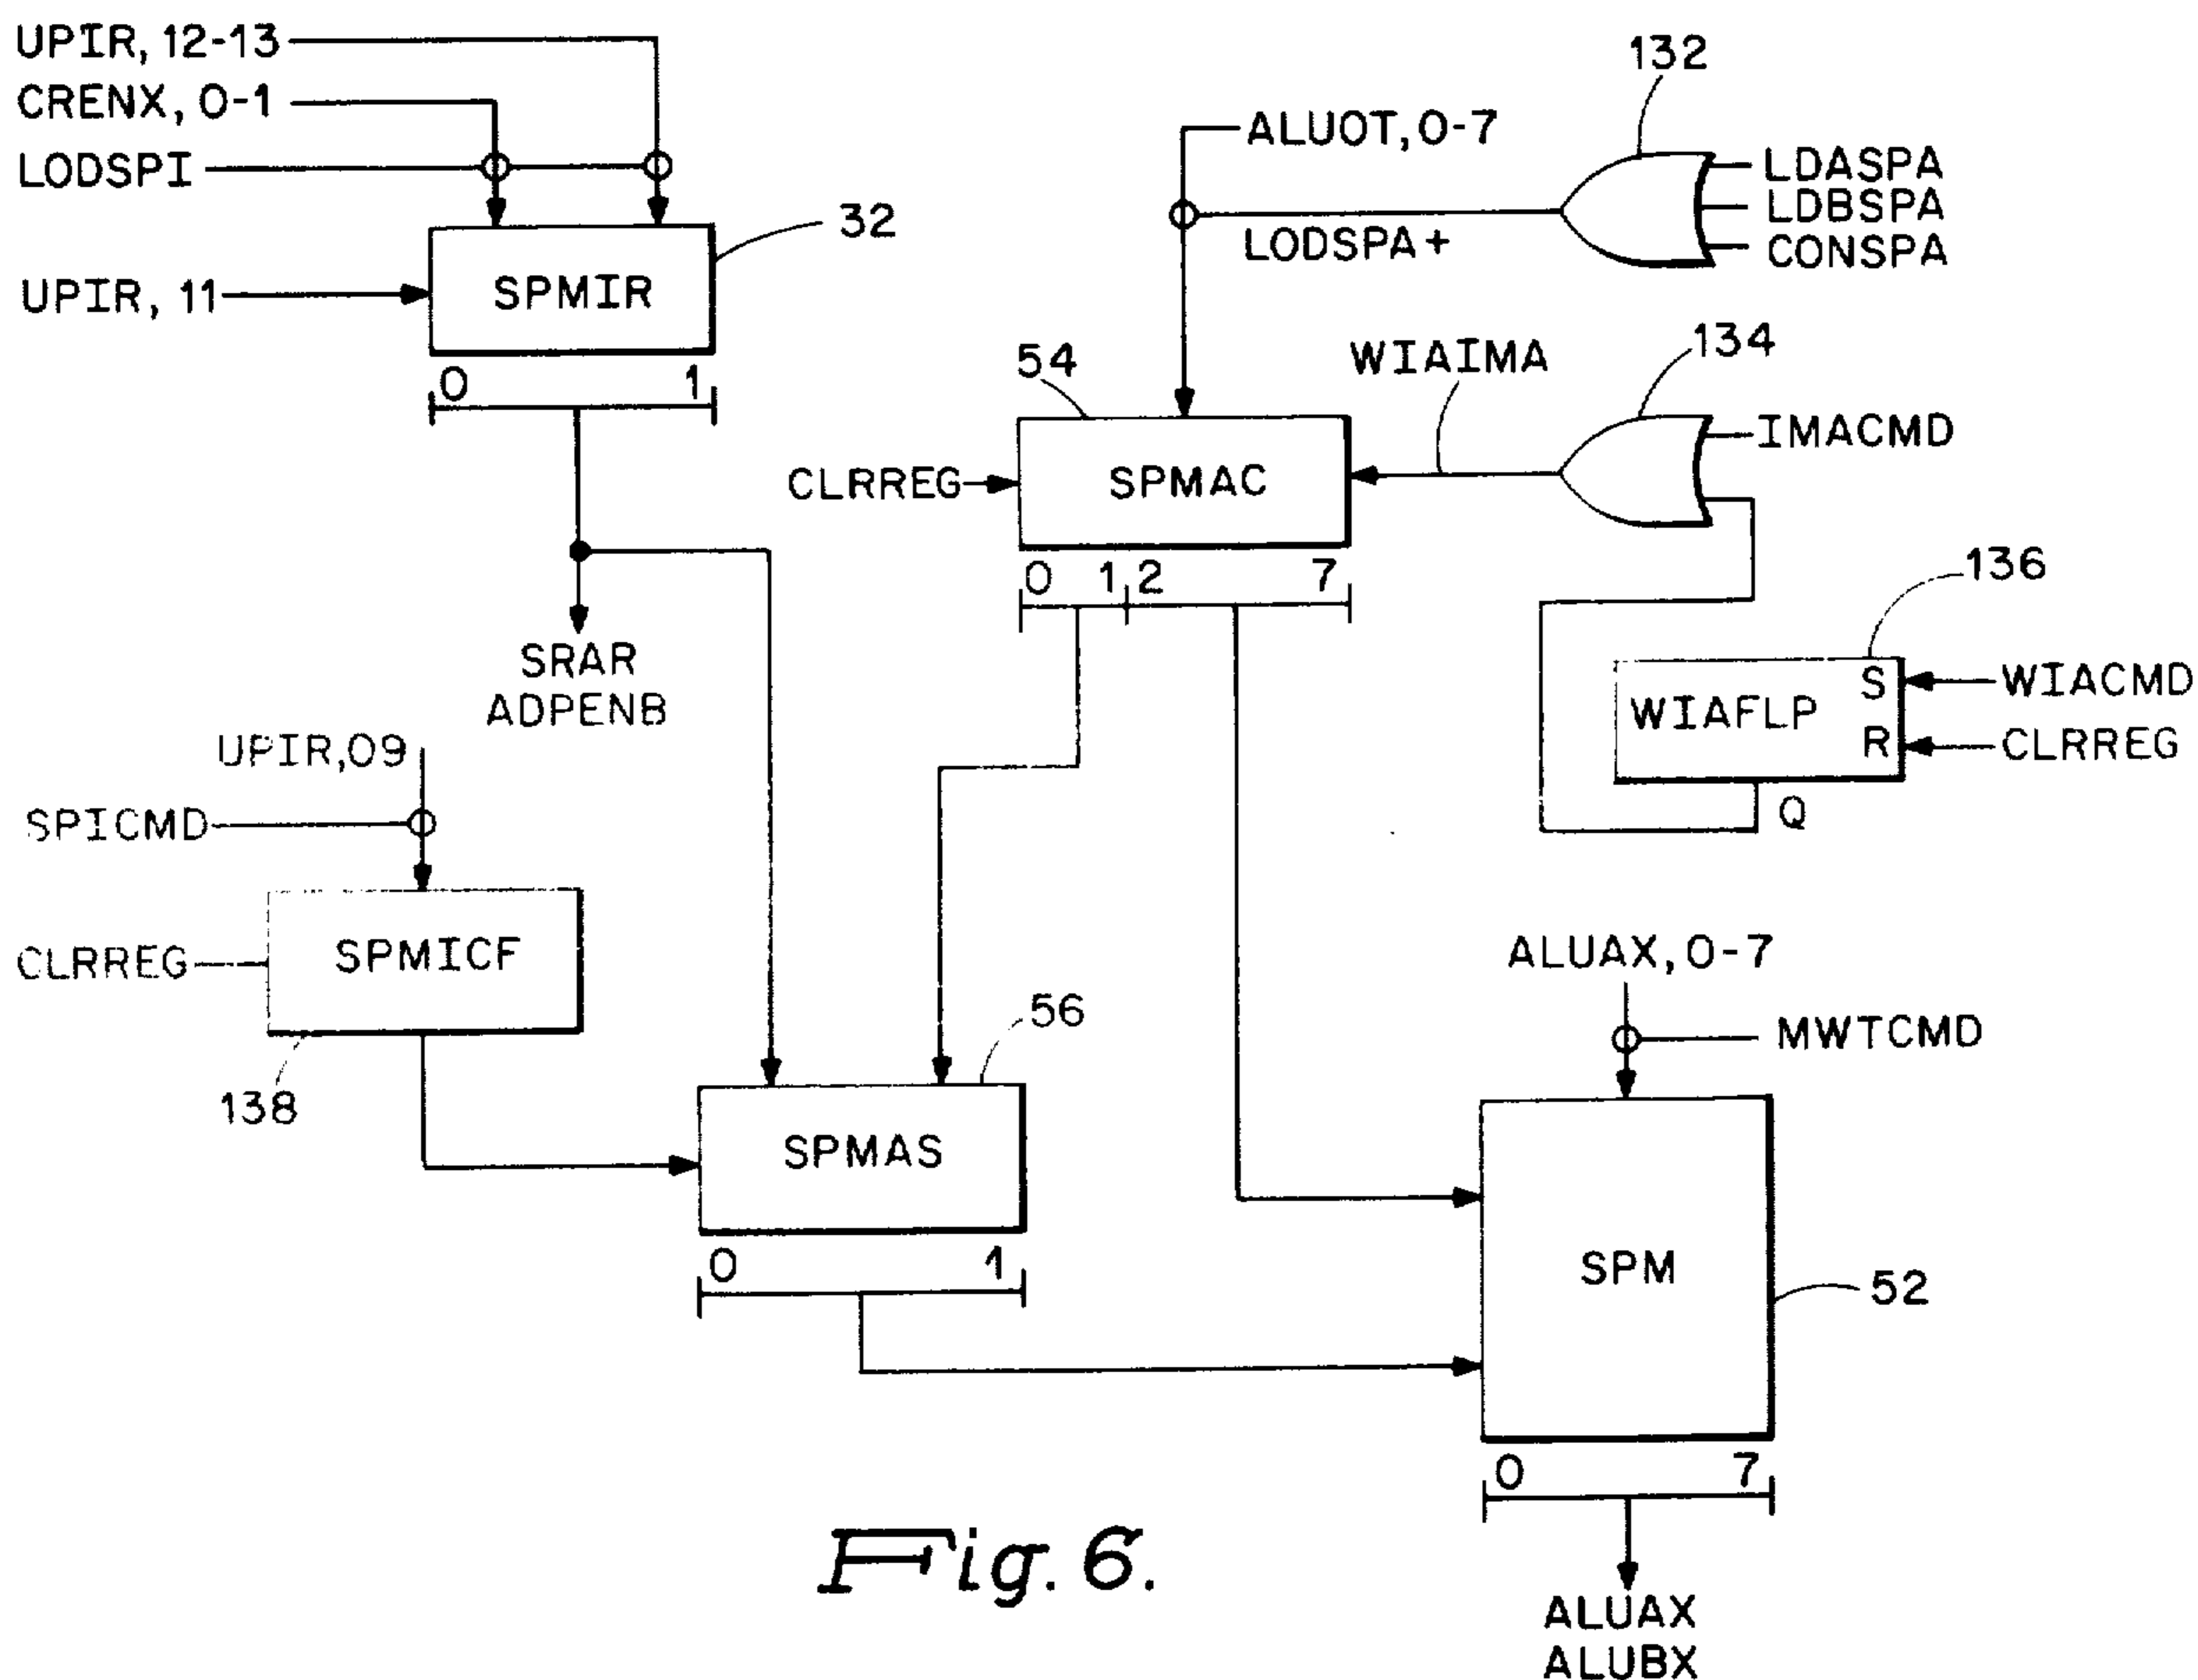 UPIR, 12-13
CRENX, 0-1
LODSPI
UPIR, 11
SPMIR
32
0 1
SRAR
ADPENB
ALUOT, 0-7
132
LDASPA
LDBSPA
CONSPA
LODSPA+
54
WIAIMA
134
IMACMD
CLRREG
SPMAC
0 1 2 7
136
WIAFLP
S
R
WIACMD
CLRREG
Q
UPIR,09
SPICMD
CLRREG
SPMICF
138
56
SPMAS
0 1
ALUAX, 0-7
MWTCMD
SPM
52
0 7
ALUAX
ALUBX
Fig. 6.